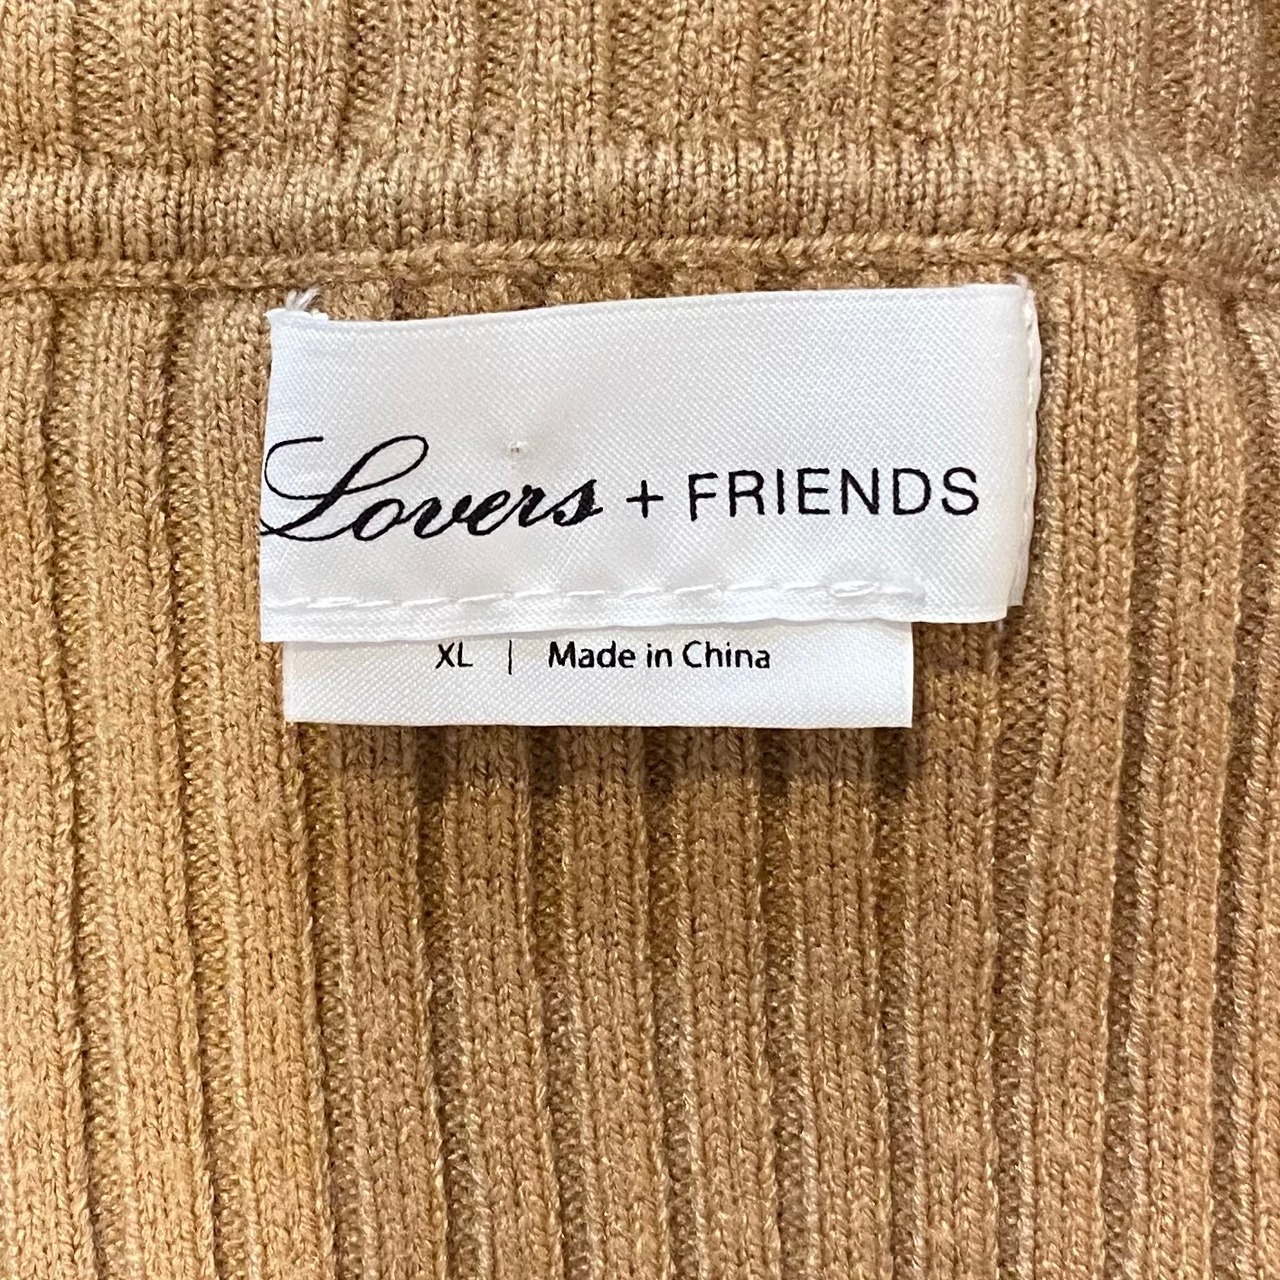 Lovers + FRIENDS
XL | Made in China